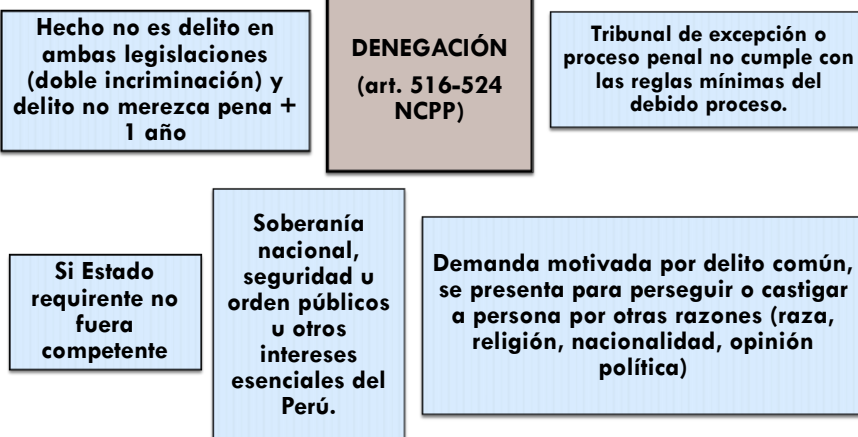 Hecho no es delito en
ambas legislaciones
(doble incriminación) y
delito no merezca pena +
1 año
DENEGACIÓN
(art. 516-524
NCPP)
Tribunal de excepción o
proceso penal no cumple con
las reglas mínimas del
debido proceso.
Si Estado
requirente no
fuera
competente
Soberanía
nacional,
seguridad u
orden públicos
u otros
intereses
esenciales del
Perú.
Demanda motivada por delito común,
se presenta para perseguir o castigar
a persona por otras razones (raza,
religión, nacionalidad, opinión
política)